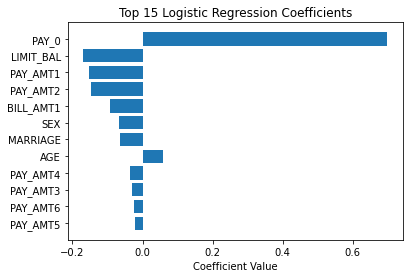 Top 15 Logistic Regression Coefficients
PAY_0
LIMIT_BAL
PAY_AMT1
PAY_AMT2
BILL_AMT1
SEX
MARRIAGE
AGE
PAY_AMT4
PAY_AMT3
PAY_AMT6
PAY_AMT5
−0.2 0.0 0.2 0.4 0.6
Coefficient Value